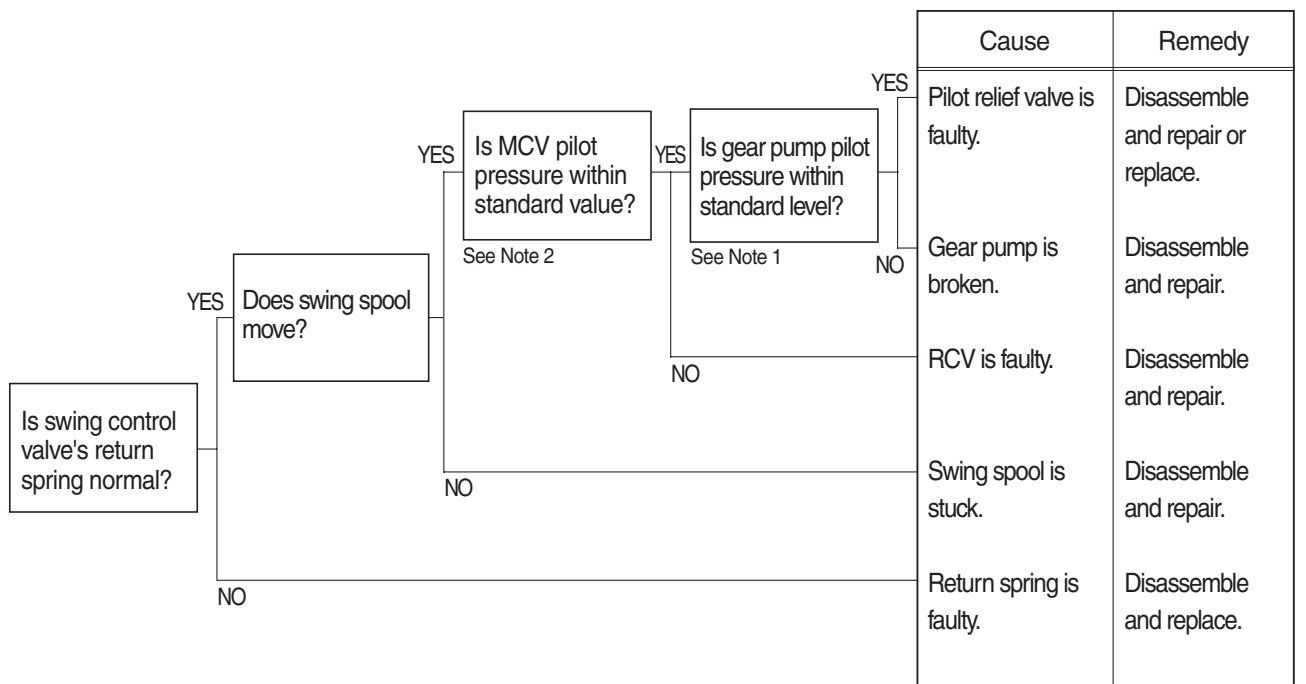 Cause
Remedy
YES
Pilot relief valve is
faulty.
Disassemble
and repair or
replace.
YES
Is MCV pilot
pressure within
standard value?
See Note 2
YES
Is gear pump pilot
pressure within
standard level?
See Note 1
NO
Gear pump is
broken.
Disassemble
and repair.
YES
Does swing spool
move?
NO
RCV is faulty.
Disassemble
and repair.
Is swing control
valve's return
spring normal?
NO
Swing spool is
stuck.
Disassemble
and repair.
NO
Return spring is
faulty.
Disassemble
and replace.